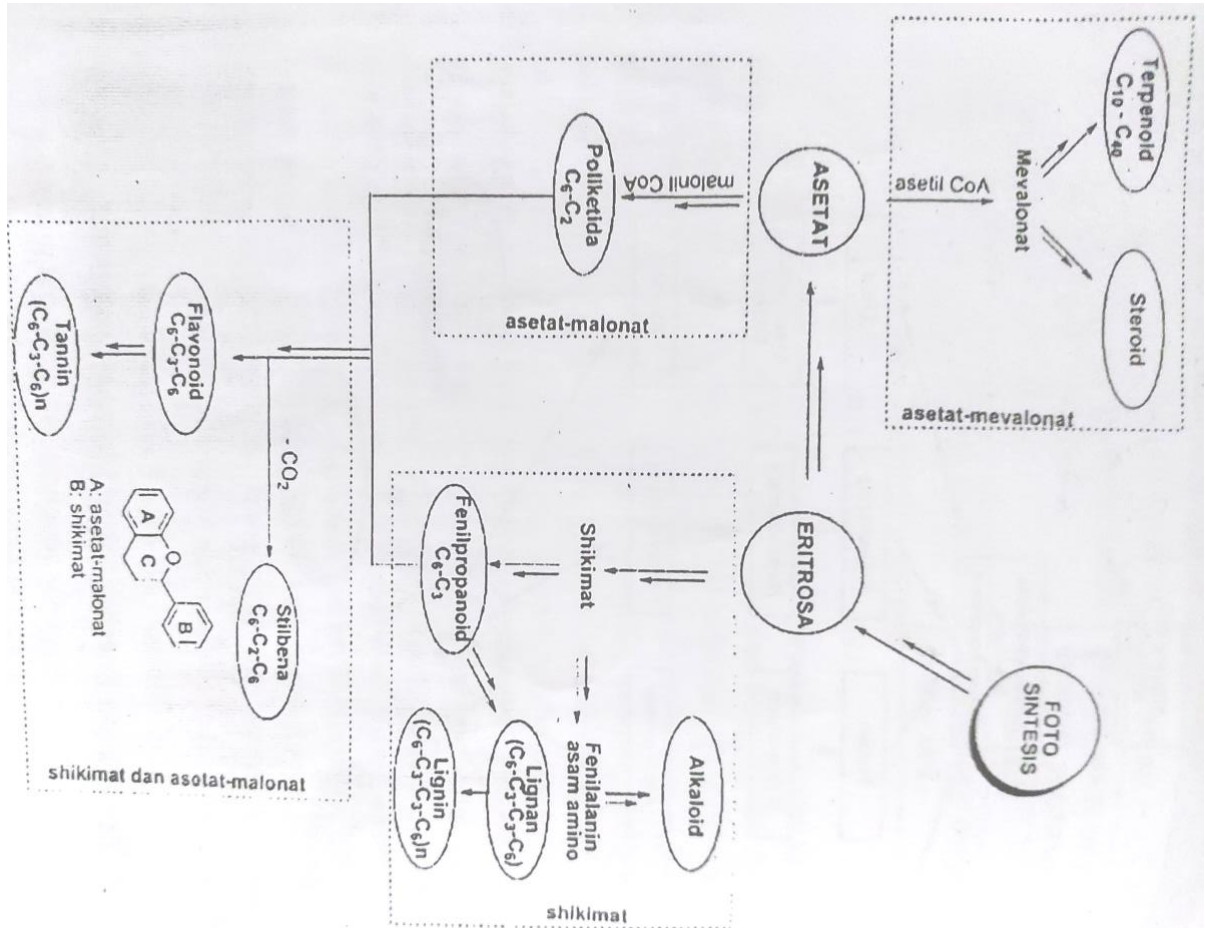 FOTO
SINTESIS
Terpenoid
C₁₀ - C₄₀
Steroid
Mevalonat
asetil CoA
asetat-mevalonat
ASETAT
ERITROSA
malonil CoA
Poliketida
C₆-C₂
asetat-malonat
Alkaloid
Shikimat
Fenilalanin
asam amino
Fenilpropanoid
C₆-C₃
Lignan
(C₆-C₃-C₃-C₆)
Lignin
(C₆-C₃-C₃-C₆)n
shikimat
- CO₂
Flavonoid
C₆-C₃-C₆
Stilbena
C₆-C₂-C₆
Tannin
(C₆-C₃-C₆)n
A
O
C
B
A: asetat-malonat
B: shikimat
shikimat dan asotat-malonat